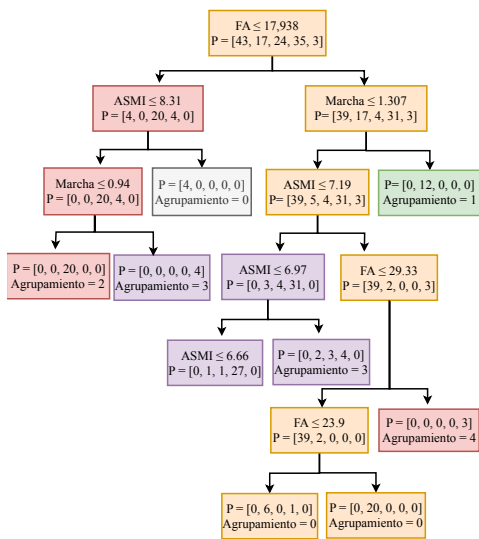 FA ≤ 17,938
P = [43, 17, 24, 35, 3]
ASMI ≤ 8.31
P = [4, 0, 20, 4, 0]
Marcha ≤ 1.307
P = [39, 17, 4, 31, 3]
Marcha ≤ 0.94
P = [0, 0, 20, 4, 0]
P = [4, 0, 0, 0, 0]
Agrupamiento = 0
ASMI ≤ 7.19
P = [39, 5, 4, 31, 3]
P= [0, 12, 0, 0, 0]
Agrupamiento = 1
P = [0, 0, 20, 0, 0]
Agrupamiento = 2
P = [0, 0, 0, 0, 4]
Agrupamiento = 3
ASMI ≤ 6.97
P = [0, 3, 4, 31, 0]
FA ≤ 29.33
P = [39, 2, 0, 0, 3]
ASMI ≤ 6.66
P = [0, 1, 1, 27, 0]
P = [0, 2, 3, 4, 0]
Agrupamiento = 3
FA ≤ 23.9
P = [39, 2, 0, 0, 0]
P = [0, 0, 0, 0, 3]
Agrupamiento = 4
P = [0, 6, 0, 1, 0]
Agrupamiento = 0
P = [0, 20, 0, 0, 0]
Agrupamiento = 0